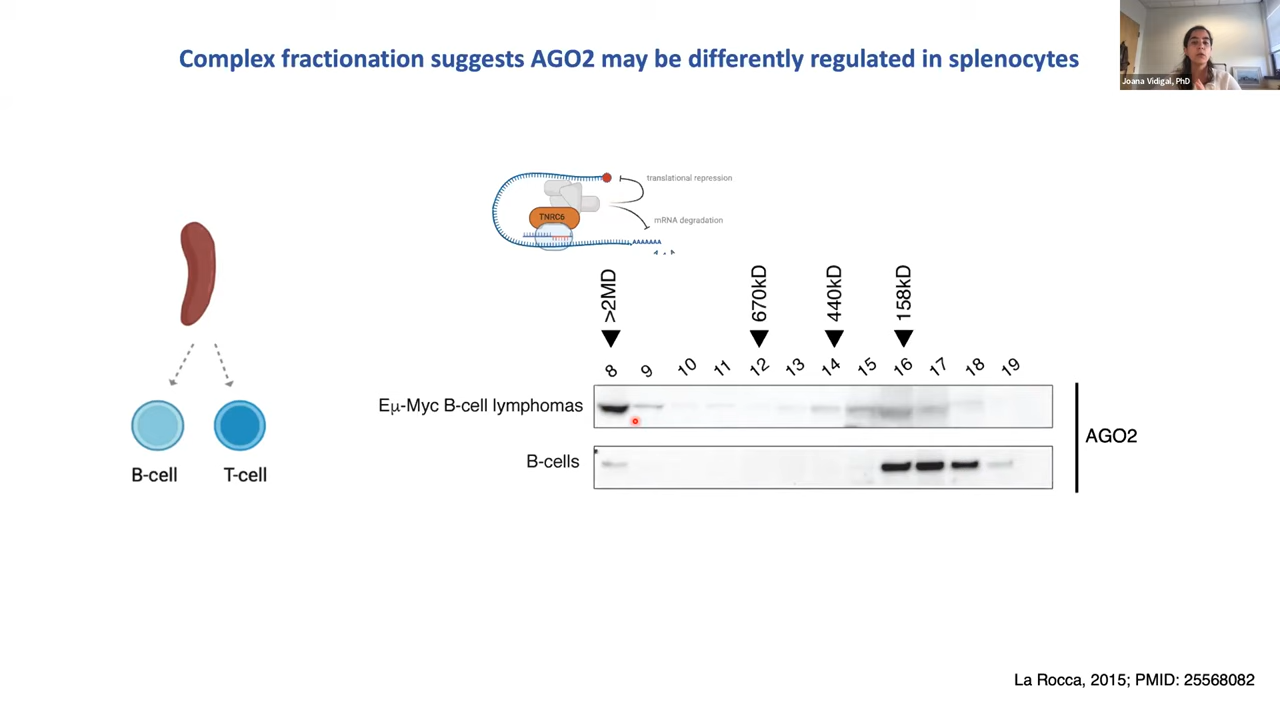 Complex fractionation suggests AGO2 may be differently regulated in splenocytes
Joana Vidigal, PhD
translational repression
TNRC6
mRNA degradation
AAAAAA
>2MD
670kD
440kD
158kD
8 9 10 11 12 13 14 15 16 17 18 19
Eμ-Myc B-cell lymphomas
B-cells
AGO2
B-cell
T-cell
La Rocca, 2015; PMID: 25568082